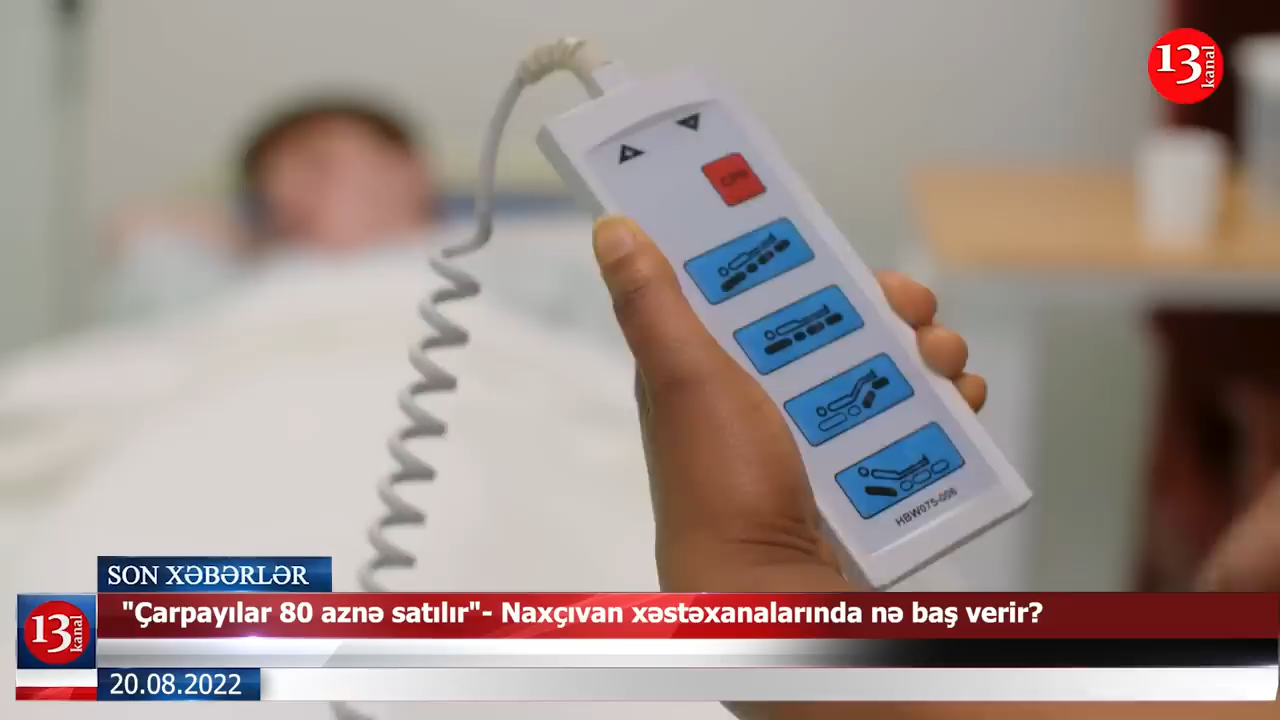 13
kanal
CPR
HBW075-006
SON XƏBƏRLƏR
"Çarpayılar 80 aznə satılır"- Naxçıvan xəstəxanalarında nə baş verir?
13
kanal
20.08.2022